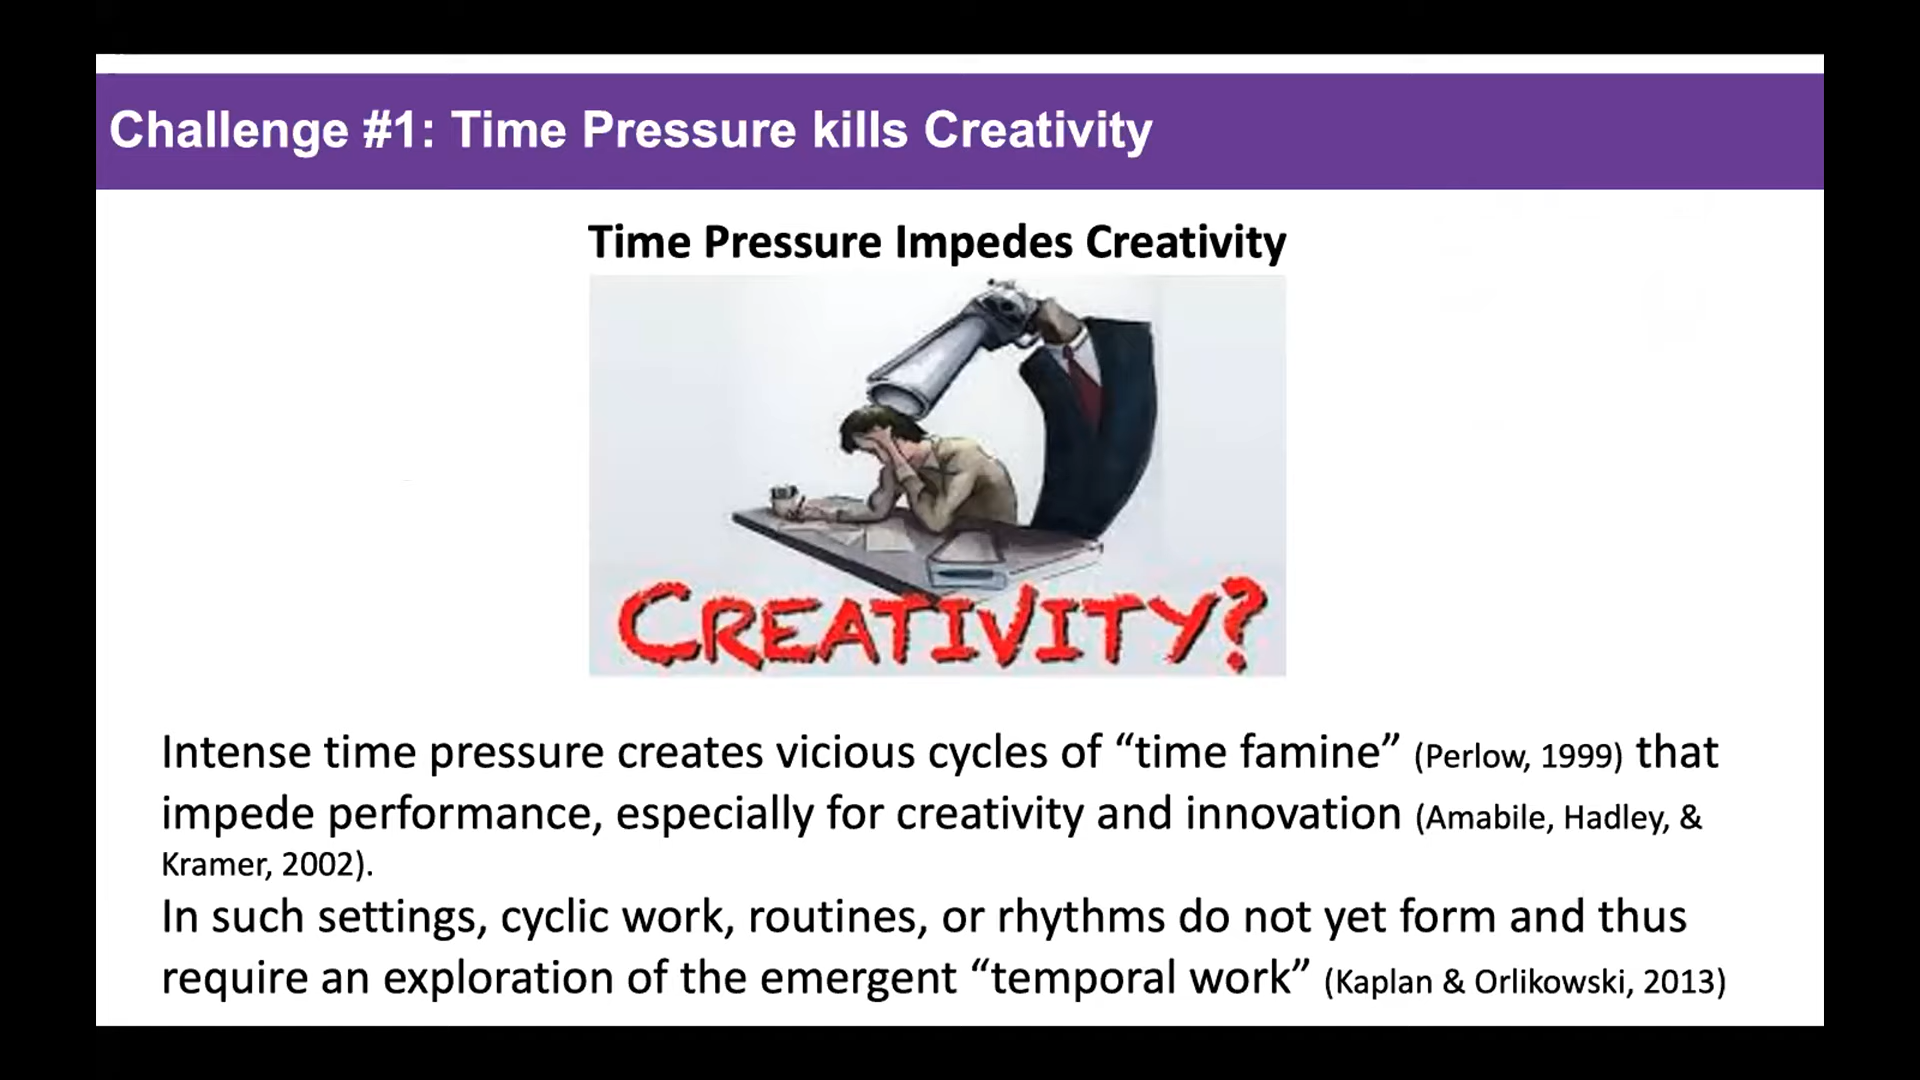 Challenge #1: Time Pressure kills Creativity
Time Pressure Impedes Creativity
CREATIVITY?
Intense time pressure creates vicious cycles of “time famine” (Perlow, 1999) that
impede performance, especially for creativity and innovation (Amabile, Hadley, &
Kramer, 2002).
In such settings, cyclic work, routines, or rhythms do not yet form and thus
require an exploration of the emergent “temporal work” (Kaplan & Orlikowski, 2013)